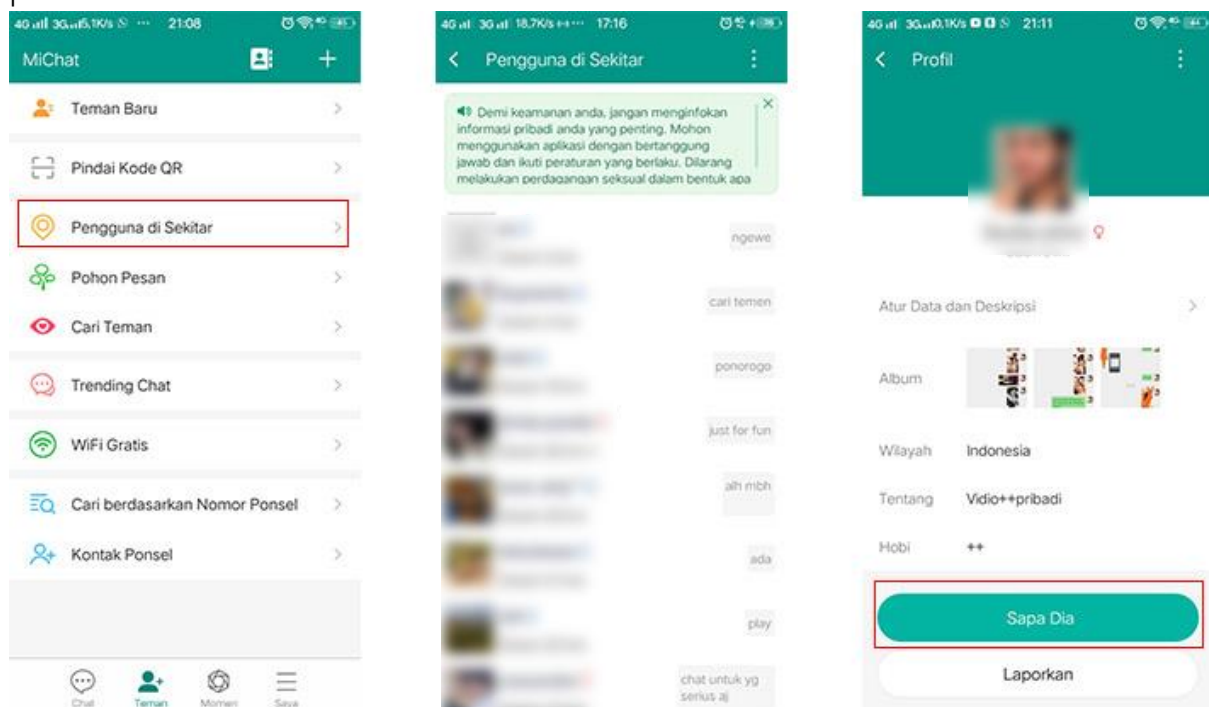 4G 3G 6,1K/s 21:08
MiChat
Teman Baru
Pindai Kode QR
Pengguna di Sekitar
Pohon Pesan
Cari Teman
Trending Chat
WiFi Gratis
Cari berdasarkan Nomor Ponsel
Kontak Ponsel
Chat Teman Momen Saya
4G 3G 18,7K/s 17:16
Pengguna di Sekitar
Demi keamanan anda, jangan menginfokan
informasi pribadi anda yang penting. Mohon
menggunakan aplikasi dengan bertanggung
jawab dan ikuti peraturan yang berlaku. Dilarang
melakukan perdagangan seksual dalam bentuk apa
ngewe
cari temen
ponorogo
just for fun
alh mbh
ada
play
chat untuk yg
serius aj
4G 3G 0,1K/s 21:11
Profil
Atur Data dan Deskripsi
Album
Wilayah Indonesia
Tentang Vidio++pribadi
Hobi ++
Sapa Dia
Laporkan